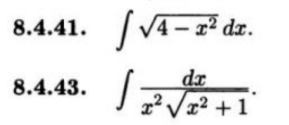 8.4.41. ∫ √(4 − x²) dx.
8.4.43. ∫ dx / (x² √(x² + 1)).